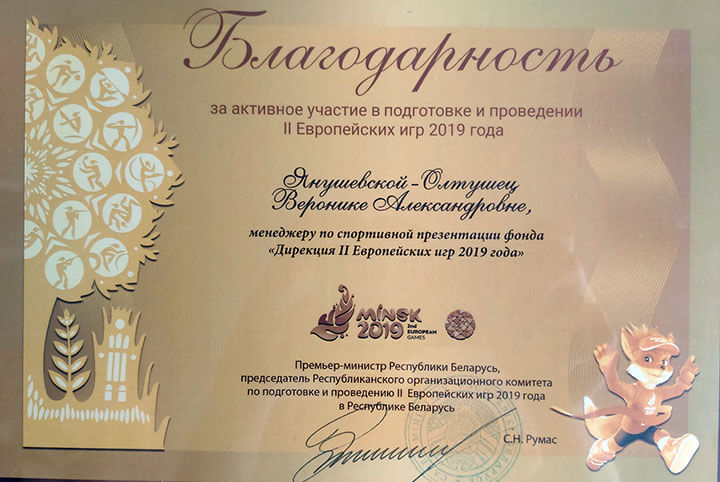 Благодарность
за активное участие в подготовке и проведении
II Европейских игр 2019 года
Янушевской-Олтушец
Веронике Александровне,
менеджеру по спортивной презентации фонда
«Дирекция II Европейских игр 2019 года»
MINSK
2019
2nd
EUROPEAN
GAMES
Премьер-министр Республики Беларусь,
председатель Республиканского организационного комитета
по подготовке и проведению II Европейских игр 2019 года
в Республике Беларусь
С.Н. Румас